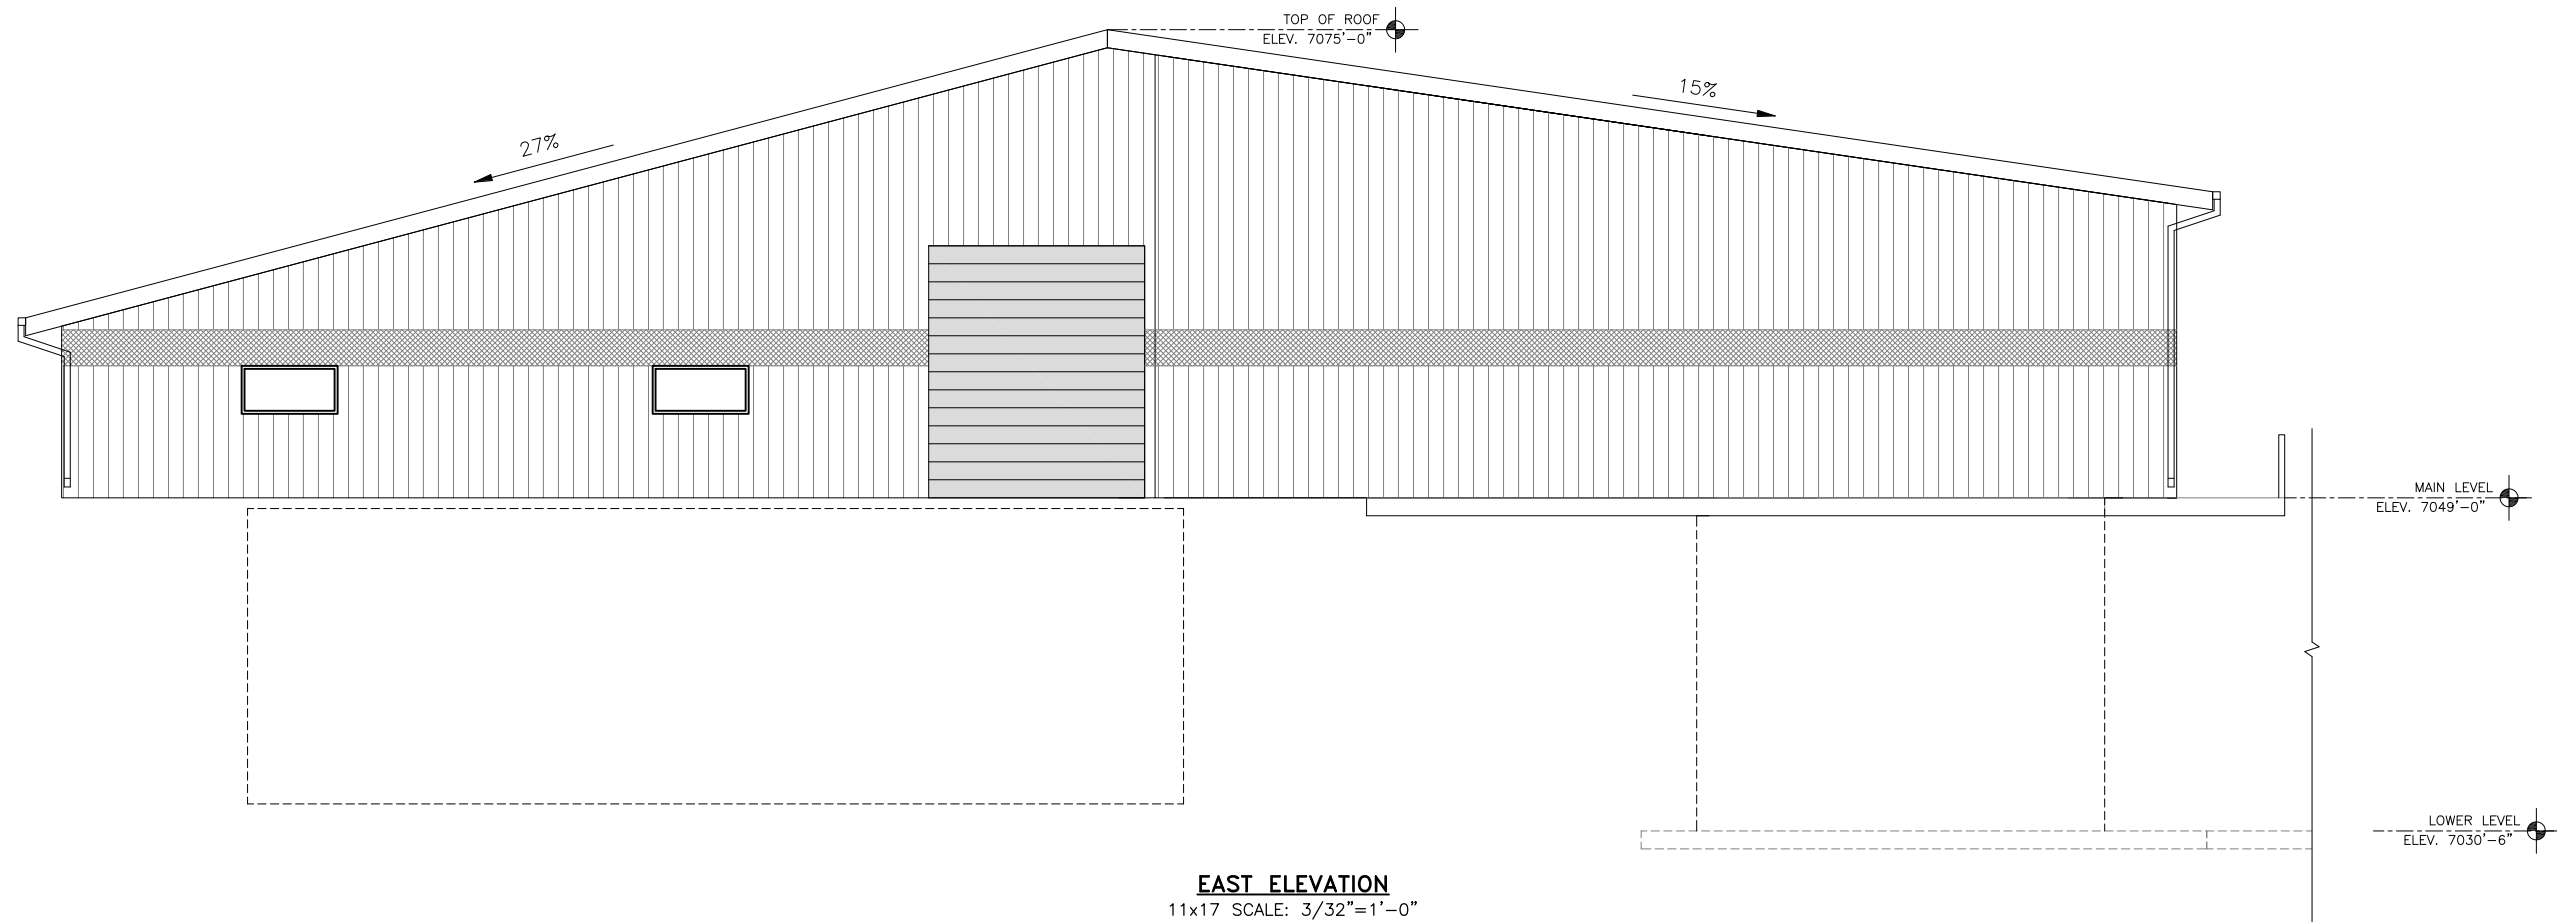 TOP OF ROOF
ELEV. 7075'-0"
15%
27%
MAIN LEVEL
ELEV. 7049'-0"
LOWER LEVEL
ELEV. 7030'-6"
EAST ELEVATION
11x17 SCALE: 3/32"=1'-0"